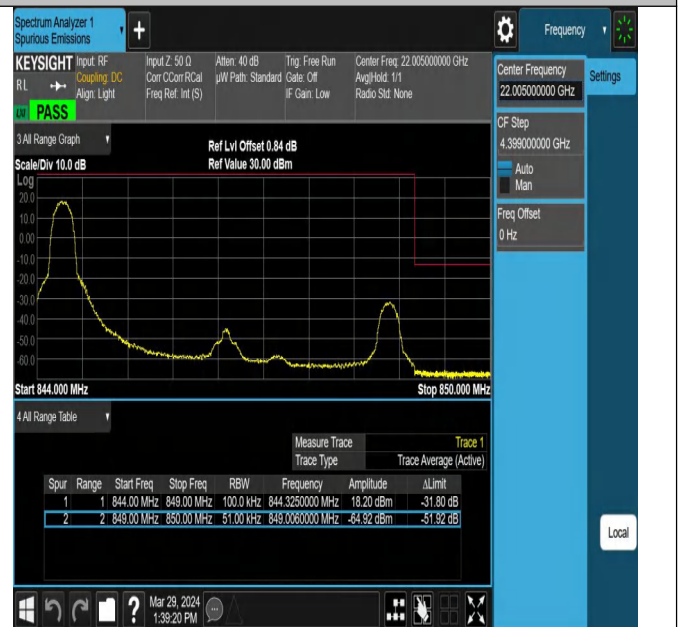 Spectrum Analyzer 1
Spurious Emissions
+
Frequency
KEYSIGHT Input: RF Input Z: 50 Ω Atten: 40 dB Trig: Free Run Center Freq: 22.005000000 GHz
RL Coupling: DC Corr CCorr RCal µW Path: Standard Gate: Off Avg|Hold: 1/1
Align: Light Freq Ref: Int (S) IF Gain: Low Radio Std: None
PASS
Center Frequency
22.005000000 GHz
Settings
CF Step
4.399000000 GHz
Auto
Man
Freq Offset
0 Hz
3 All Range Graph
Ref Lvl Offset 0.84 dB
Scale/Div 10.0 dB Ref Value 30.00 dBm
Log
20.0
10.0
0.00
-10.0
-20.0
-30.0
-40.0
-50.0
-60.0
Start 844.000 MHz Stop 850.000 MHz
4 All Range Table
Measure Trace Trace 1
Trace Type Trace Average (Active)
Spur Range Start Freq Stop Freq RBW Frequency Amplitude ΔLimit
1 1 844.00 MHz 849.00 MHz 100.0 kHz 844.3250000 MHz 18.20 dBm -31.80 dB
2 2 849.00 MHz 850.00 MHz 51.00 kHz 849.0060000 MHz -64.92 dBm -51.92 dB
Local
? Mar 29, 2024
1:39:20 PM